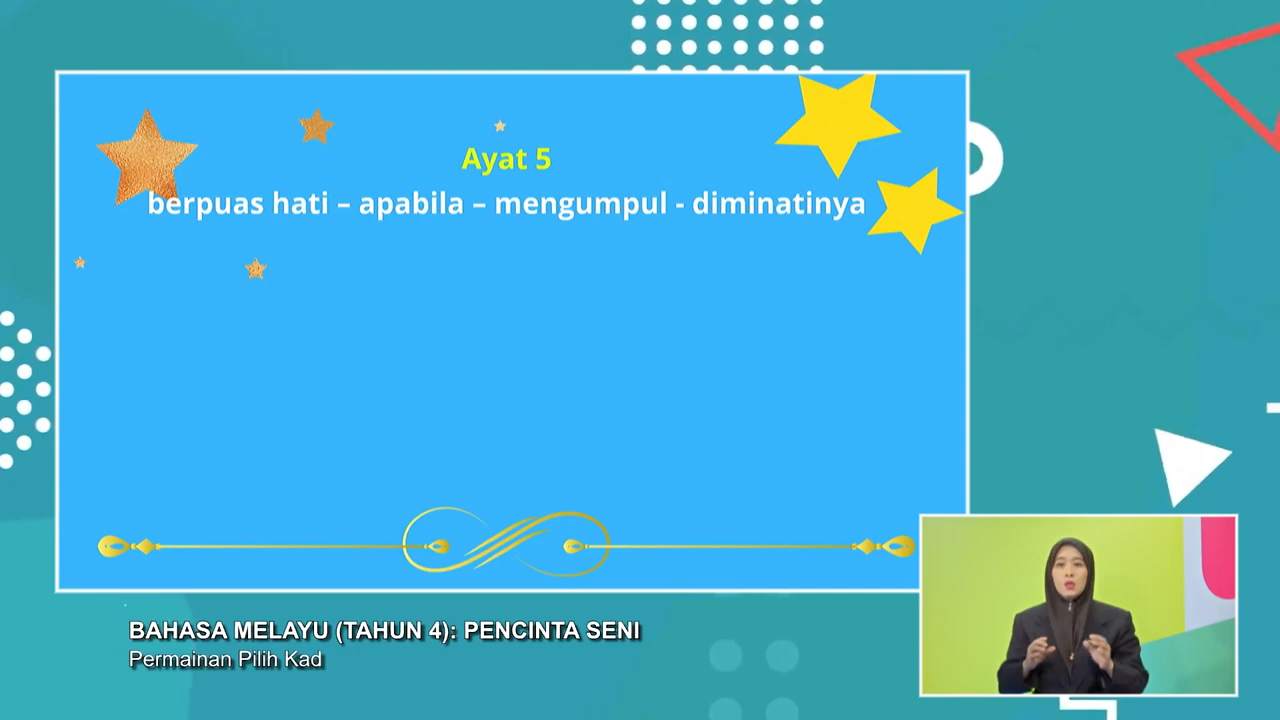 Ayat 5
berpuas hati – apabila – mengumpul - diminatinya
BAHASA MELAYU (TAHUN 4): PENCINTA SENI
Permainan Pilih Kad